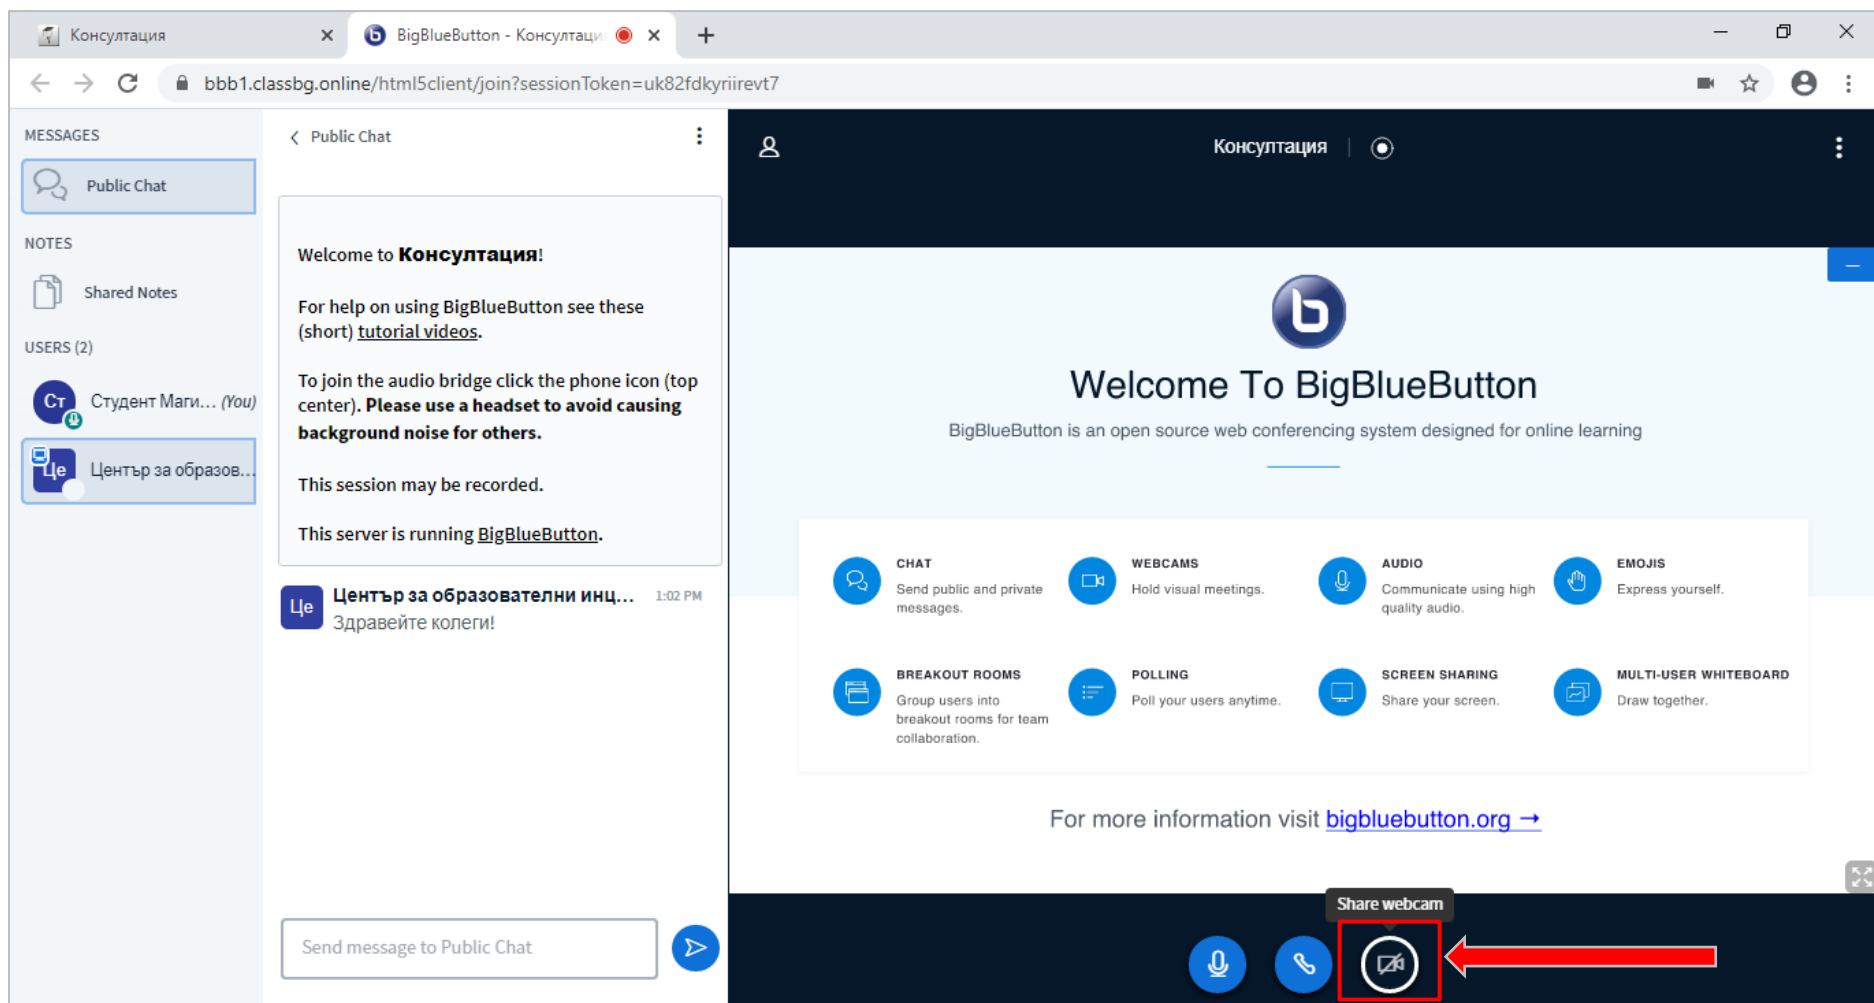 Консултация
BigBlueButton - Консултаци
bbb1.classbg.online/html5client/join?sessionToken=uk82fdkyriirevt7
MESSAGES
Public Chat
NOTES
Shared Notes
USERS (2)
Ст
Студент Маги... (You)
Це
Център за образов...
Public Chat
Welcome to Консултация!
For help on using BigBlueButton see these
(short) tutorial videos.
To join the audio bridge click the phone icon (top
center). Please use a headset to avoid causing
background noise for others.
This session may be recorded.
This server is running BigBlueButton.
Це
Център за образователни инц... 1:02 PM
Здравейте колеги!
Send message to Public Chat
Консултация
b
Welcome To BigBlueButton
BigBlueButton is an open source web conferencing system designed for online learning
CHAT
Send public and private
messages.
WEBCAMS
Hold visual meetings.
AUDIO
Communicate using high
quality audio.
EMOJIS
Express yourself.
BREAKOUT ROOMS
Group users into
breakout rooms for team
collaboration.
POLLING
Poll your users anytime.
SCREEN SHARING
Share your screen.
MULTI-USER WHITEBOARD
Draw together.
For more information visit bigbluebutton.org →
Share webcam